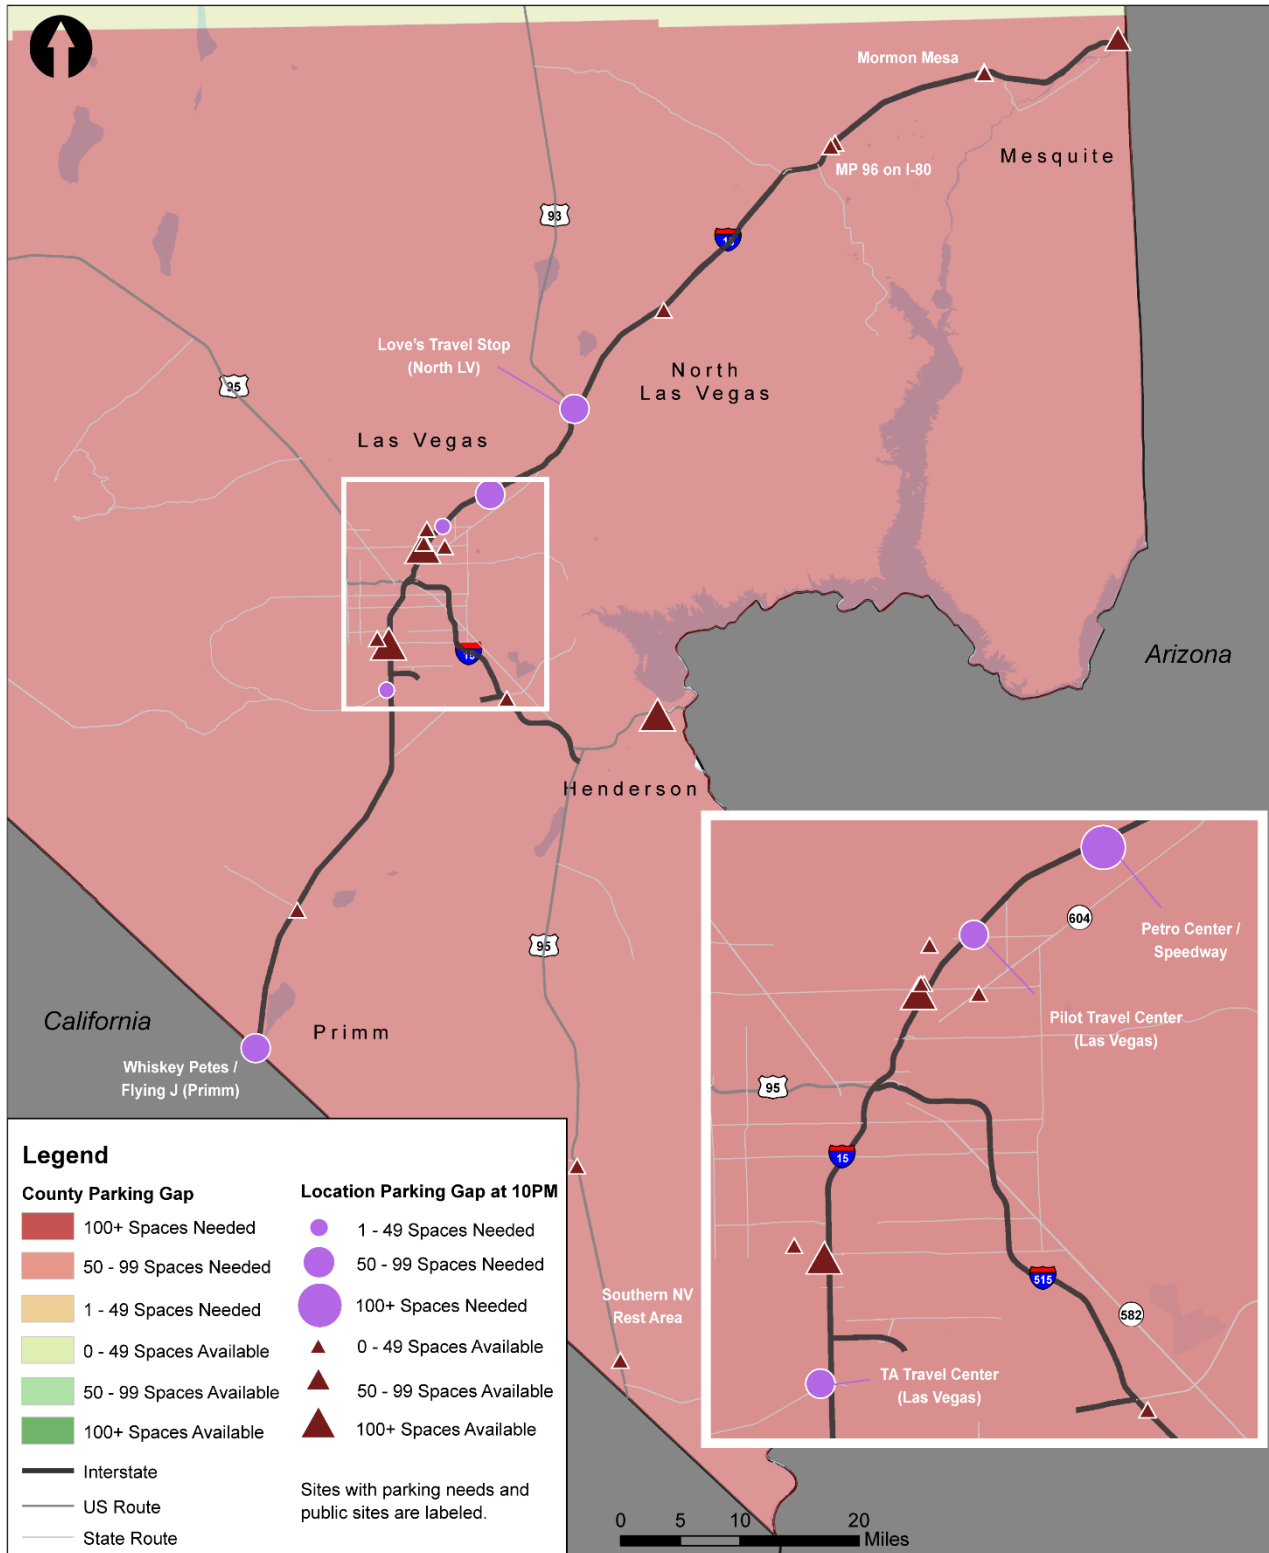 Mormon Mesa
Mesquite
MP 96 on I-80
93
15
Love's Travel Stop
(North LV)
North
Las Vegas
95
Las Vegas
15
Arizona
Henderson
95
California
Primm
Whiskey Petes /
Flying J (Primm)
Southern NV
Rest Area
604
Petro Center /
Speedway
Pilot Travel Center
(Las Vegas)
95
15
515
582
TA Travel Center
(Las Vegas)
Legend
County Parking Gap
100+ Spaces Needed
50 - 99 Spaces Needed
1 - 49 Spaces Needed
0 - 49 Spaces Available
50 - 99 Spaces Available
100+ Spaces Available
Interstate
US Route
State Route
Location Parking Gap at 10PM
1 - 49 Spaces Needed
50 - 99 Spaces Needed
100+ Spaces Needed
0 - 49 Spaces Available
50 - 99 Spaces Available
100+ Spaces Available
Sites with parking needs and
public sites are labeled.
0 5 10 20
Miles